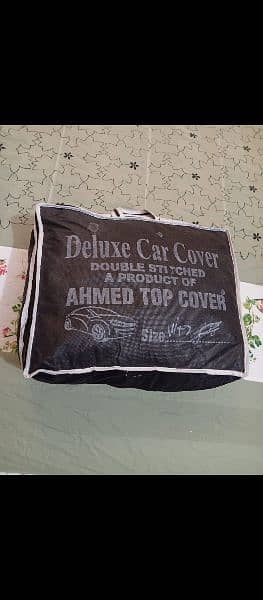 Deluxe Car Cover
DOUBLE STITCHED
A PRODUCT OF
AHMED TOP COVER
Size: